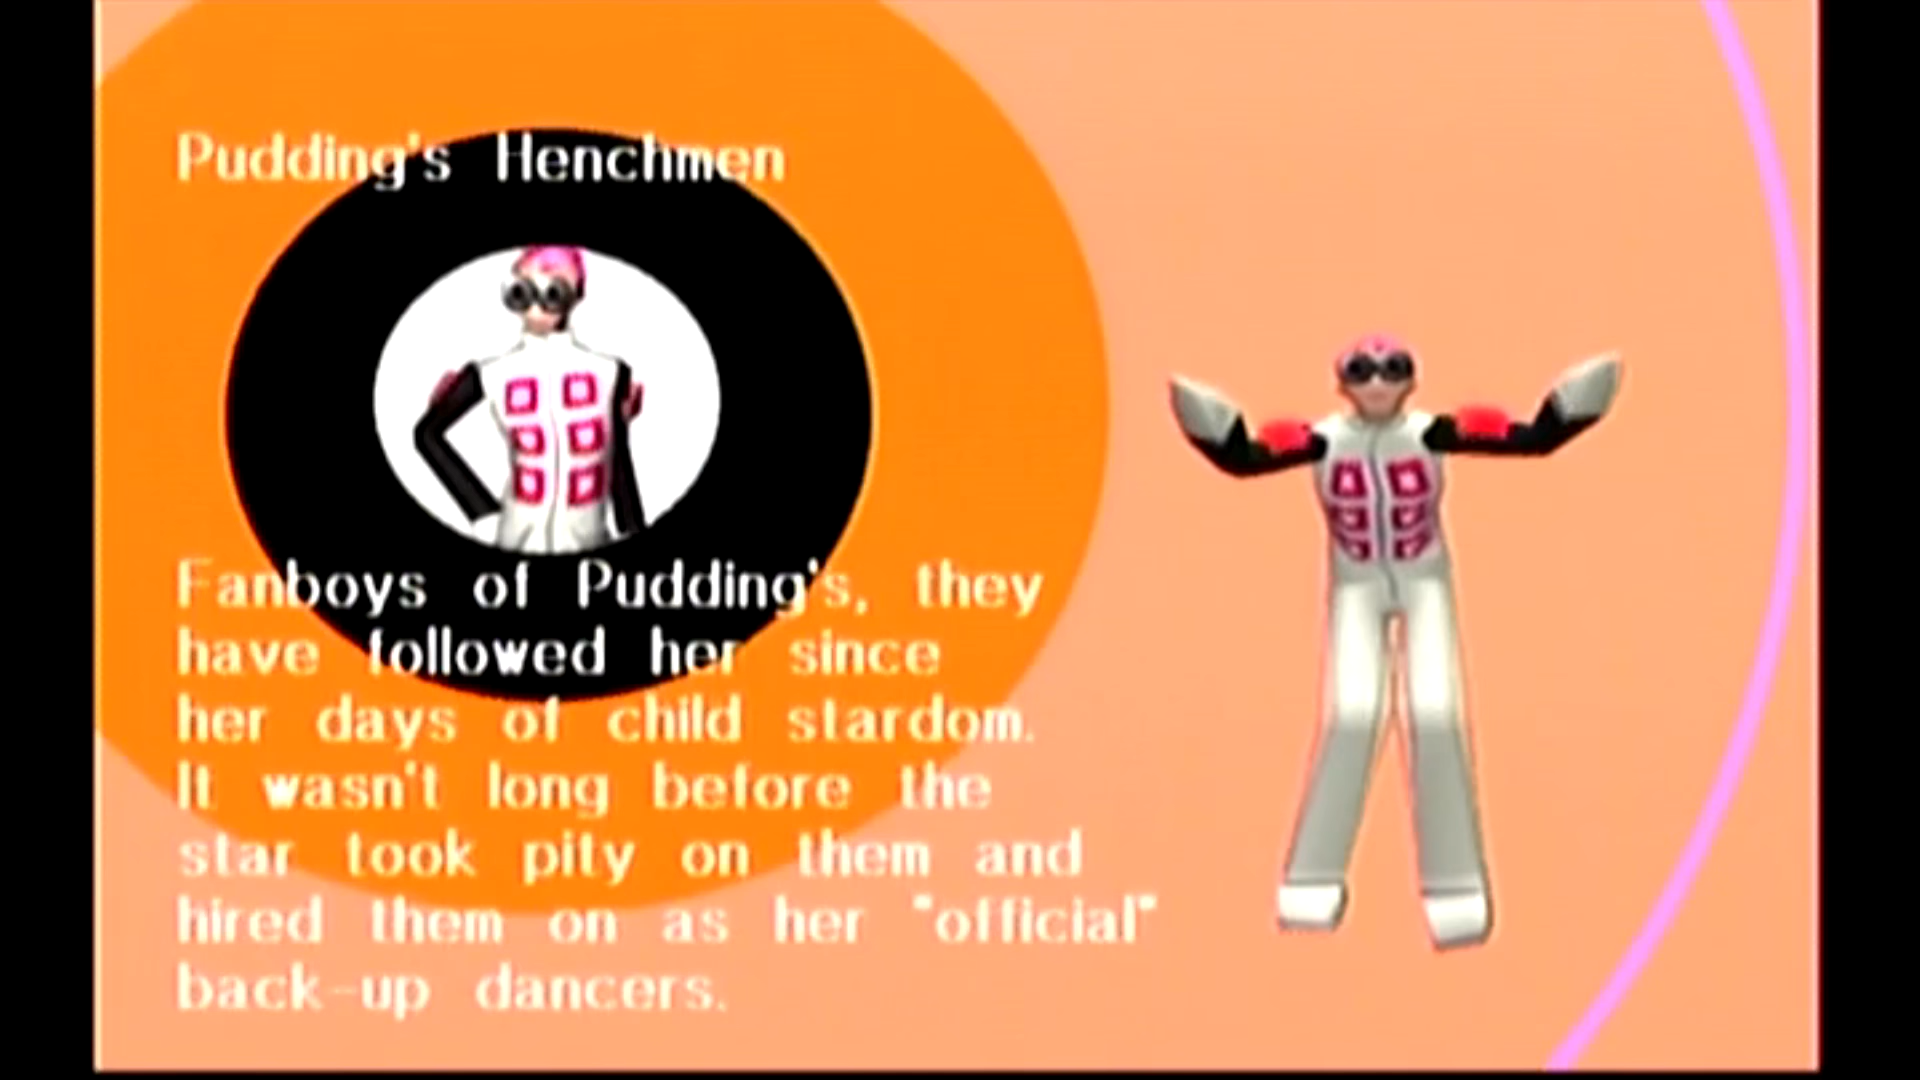 Pudding's Henchmen
Fanboys of Pudding's, they
have followed her since
her days of child stardom.
It wasn't long before the
star took pity on them and
hired them on as her "official"
back-up dancers.